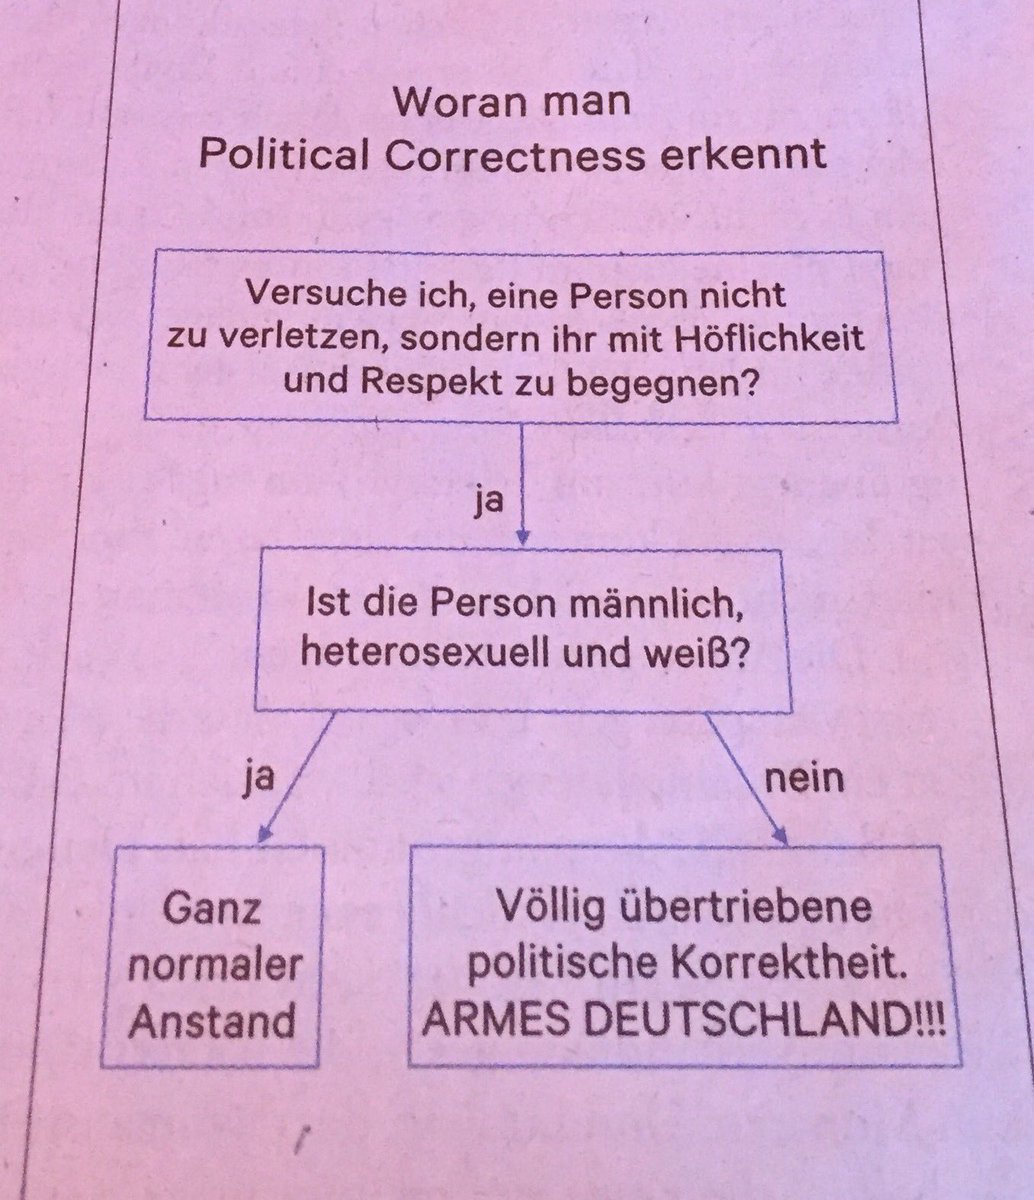 Woran man
Political Correctness erkennt
Versuche ich, eine Person nicht
zu verletzen, sondern ihr mit Höflichkeit
und Respekt zu begegnen?
ja
Ist die Person männlich,
heterosexuell und weiß?
ja
nein
Ganz
normaler
Anstand
Völlig übertriebene
politische Korrektheit.
ARMES DEUTSCHLAND!!!